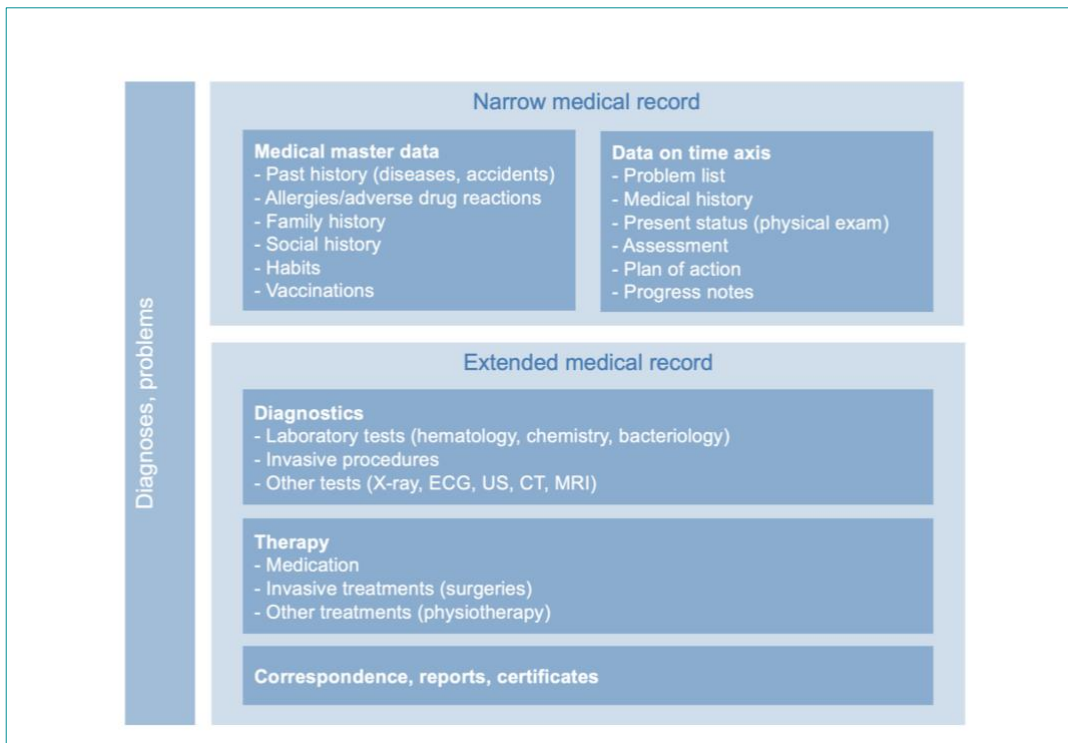 Diagnoses, problems
Narrow medical record
Medical master data
- Past history (diseases, accidents)
- Allergies/adverse drug reactions
- Family history
- Social history
- Habits
- Vaccinations
Data on time axis
- Problem list
- Medical history
- Present status (physical exam)
- Assessment
- Plan of action
- Progress notes
Extended medical record
Diagnostics
- Laboratory tests (hematology, chemistry, bacteriology)
- Invasive procedures
- Other tests (X-ray, ECG, US, CT, MRI)
Therapy
- Medication
- Invasive treatments (surgeries)
- Other treatments (physiotherapy)
Correspondence, reports, certificates